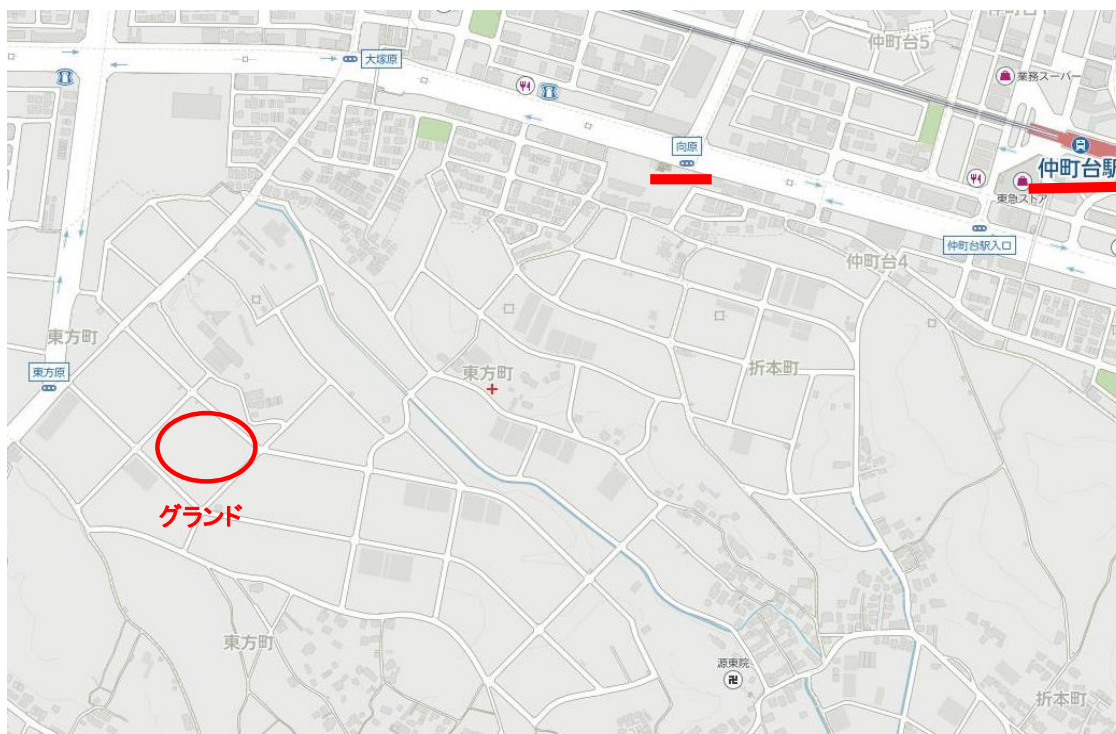 仲町台5
大塚原
業務スーパー
向原
仲町台駅
東急ストア
仲町台駅入口
仲町台4
東方町
東方原
東方町
折本町
グランド
東方町
源東院
折本町